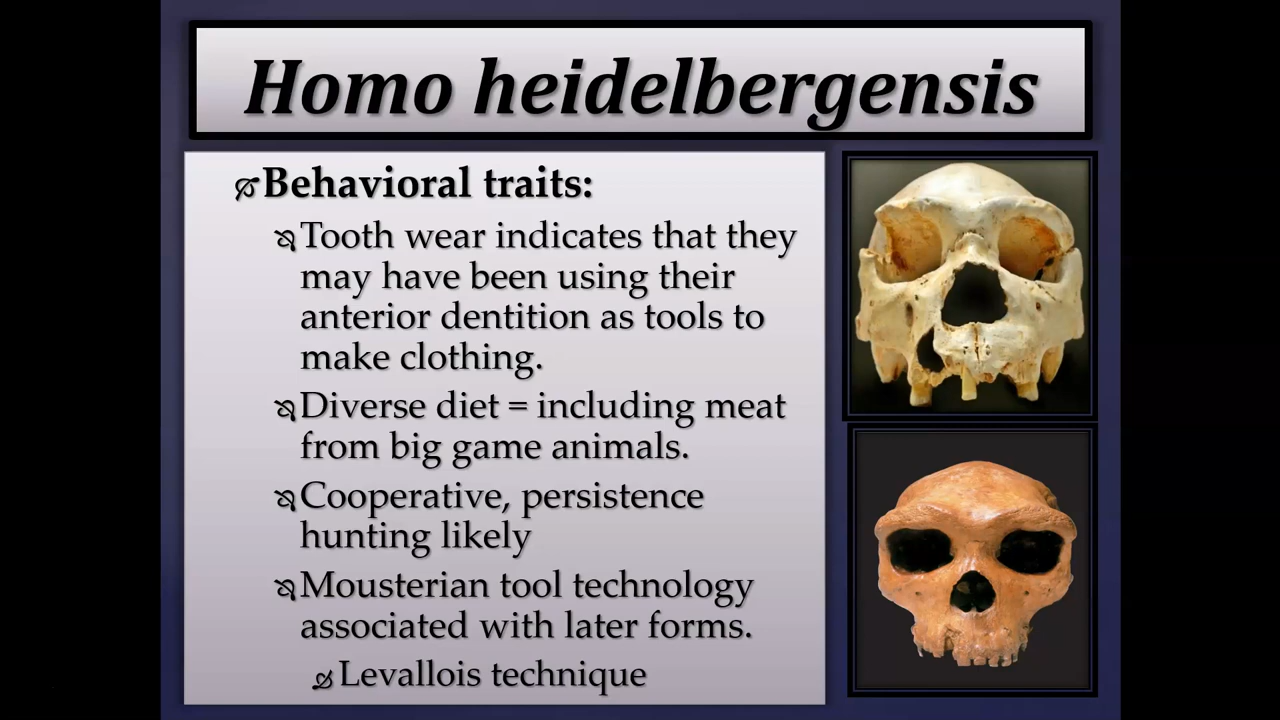 Homo heidelbergensis
Behavioral traits:
Tooth wear indicates that they
may have been using their
anterior dentition as tools to
make clothing.
Diverse diet = including meat
from big game animals.
Cooperative, persistence
hunting likely
Mousterian tool technology
associated with later forms.
Levallois technique